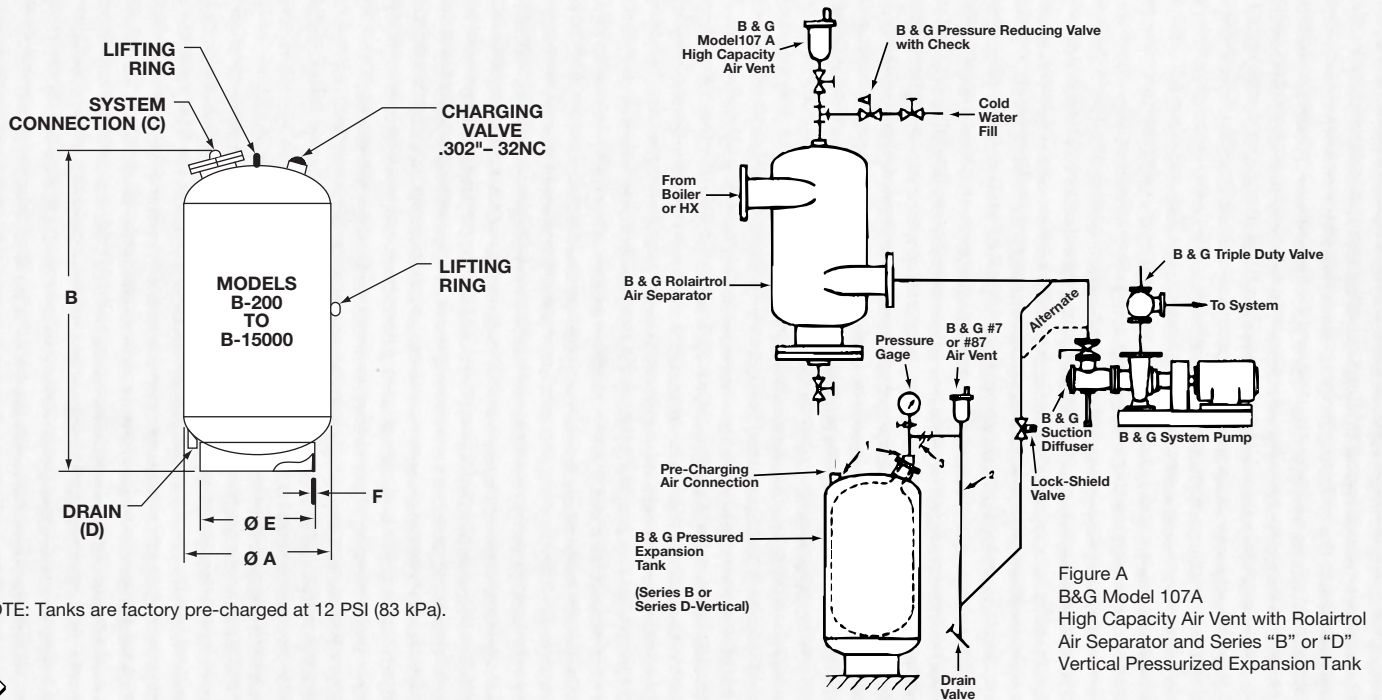 LIFTING
RING
SYSTEM
CONNECTION (C)
CHARGING
VALVE
.302"– 32NC
B
MODELS
B-200
TO
B-15000
LIFTING
RING
DRAIN
(D)
F
Ø E
Ø A
OTE: Tanks are factory pre-charged at 12 PSI (83 kPa).
B & G
Model107 A
High Capacity
Air Vent
B & G Pressure Reducing Valve
with Check
Cold
Water
Fill
From
Boiler
or HX
B & G Rolairtrol
Air Separator
B & G Triple Duty Valve
To System
Alternate
Pressure
Gage
B & G #7
or #87
Air Vent
B & G
Suction
Diffuser
B & G System Pump
1
3
2
Pre-Charging
Air Connection
Lock-Shield
Valve
B & G Pressured
Expansion
Tank
(Series B or
Series D-Vertical)
Drain
Valve
Figure A
B&G Model 107A
High Capacity Air Vent with Rolairtrol
Air Separator and Series “B” or “D”
Vertical Pressurized Expansion Tank